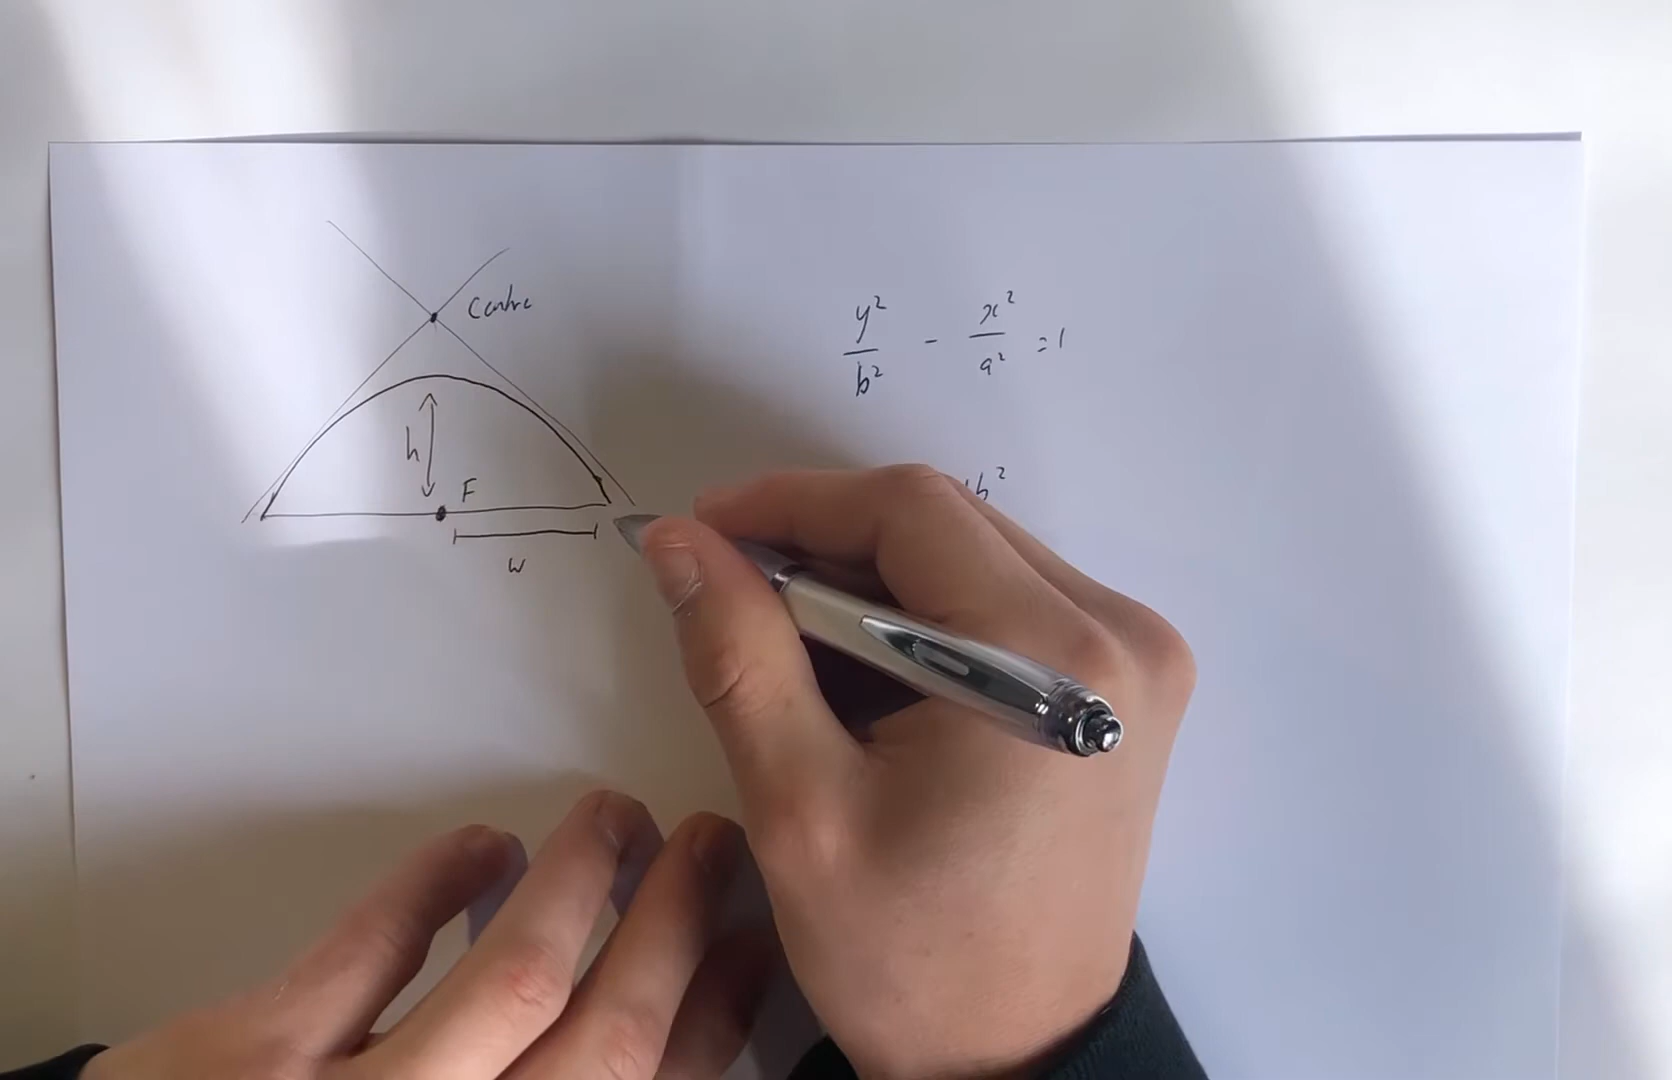 Centre
h
F
w
y² / b² - x² / a² = 1
b²